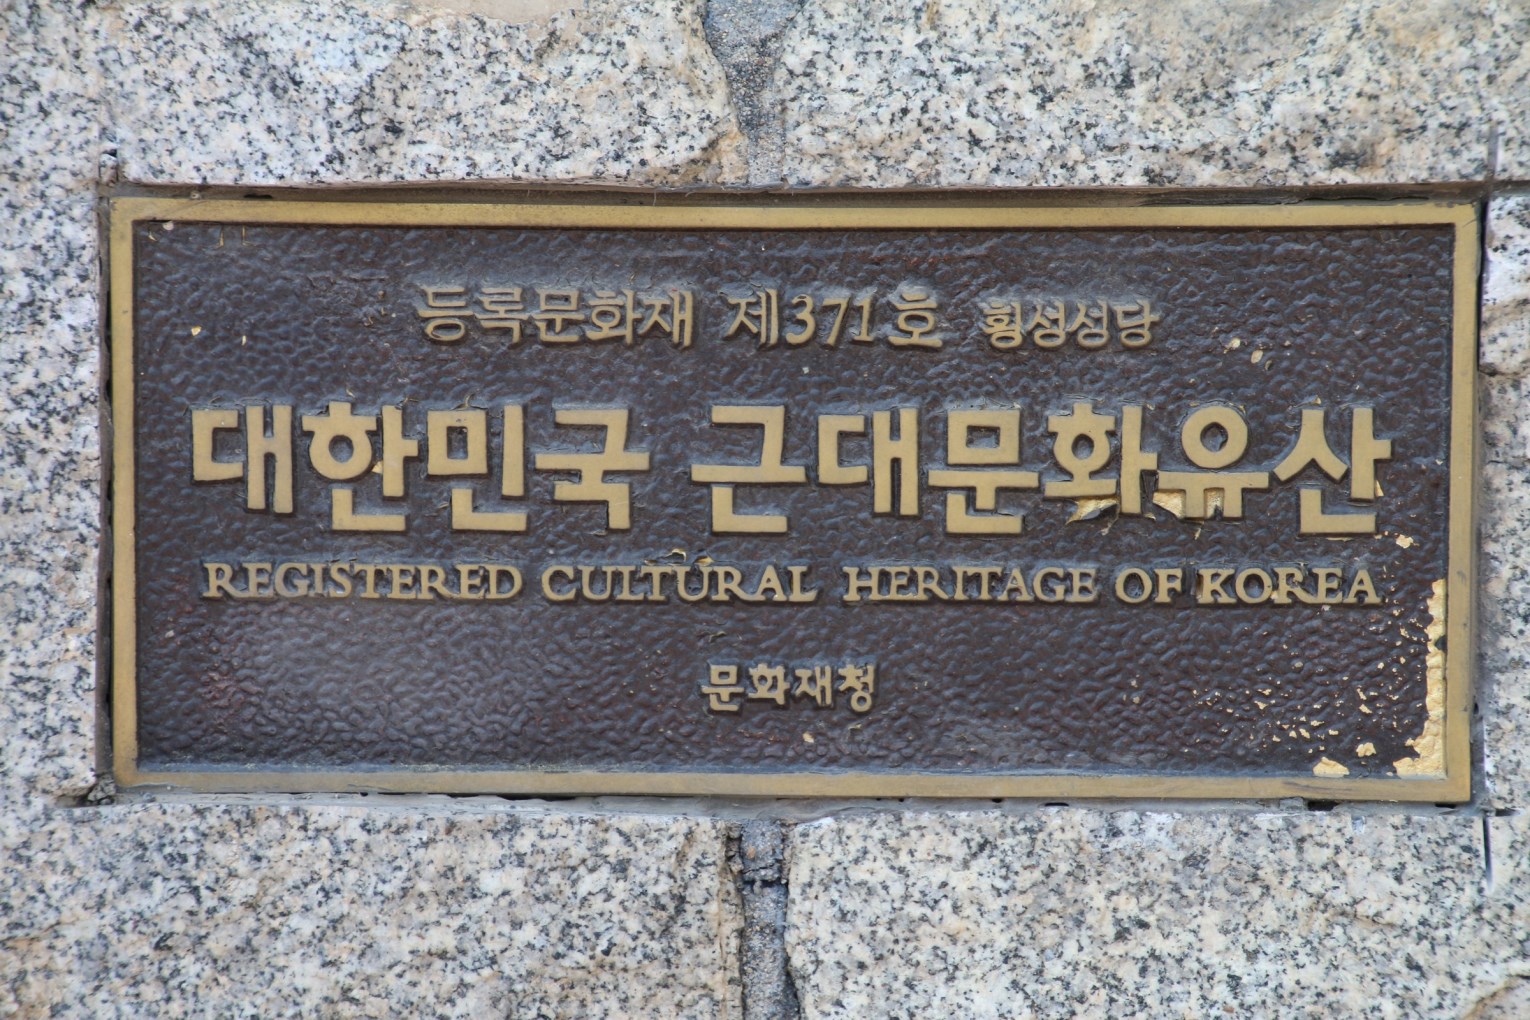 등록문화재 제371호 횡성성당
대한민국 근대문화유산
REGISTERED CULTURAL HERITAGE OF KOREA
문화재청